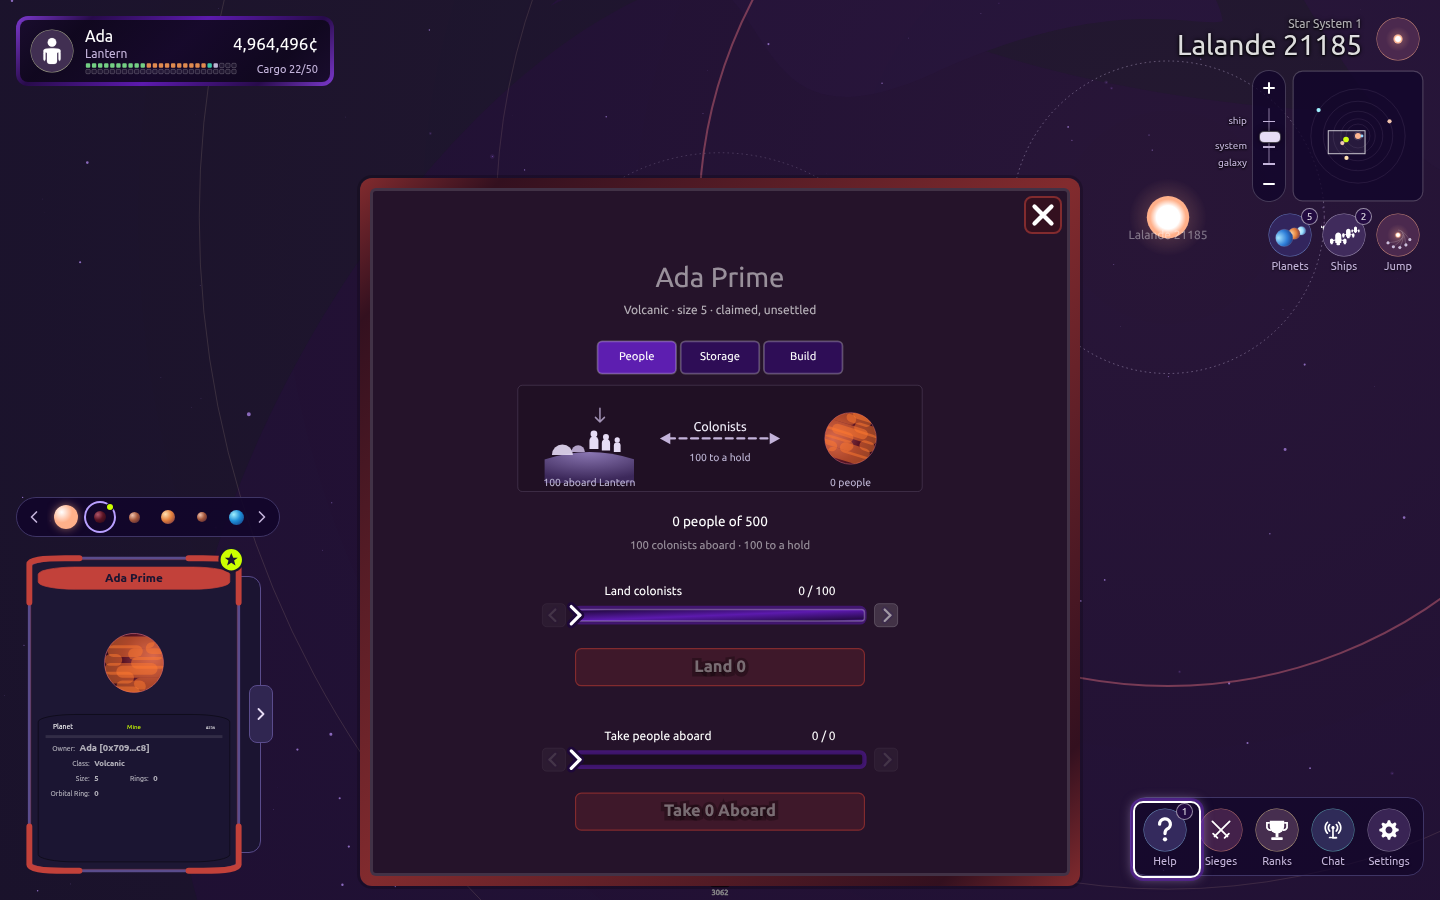 Ada
Lantern
4,964,496¢
Cargo 22/50
Star System 1
Lalande 21185
ship
system
galaxy
Lalande 21185
5
2
Planets
Ships
Jump
Ada Prime
Volcanic · size 5 · claimed, unsettled
People
Storage
Build
Colonists
100 to a hold
100 aboard Lantern
0 people
0 people of 500
100 colonists aboard · 100 to a hold
Land colonists
0 / 100
Land 0
Take people aboard
0 / 0
Take 0 Aboard
Ada Prime
Planet
Mine
Owner: Ada [0x709...c8]
Class: Volcanic
Size: 5
Rings: 0
Orbital Ring: 0
1
Help
Sieges
Ranks
Chat
Settings
3062